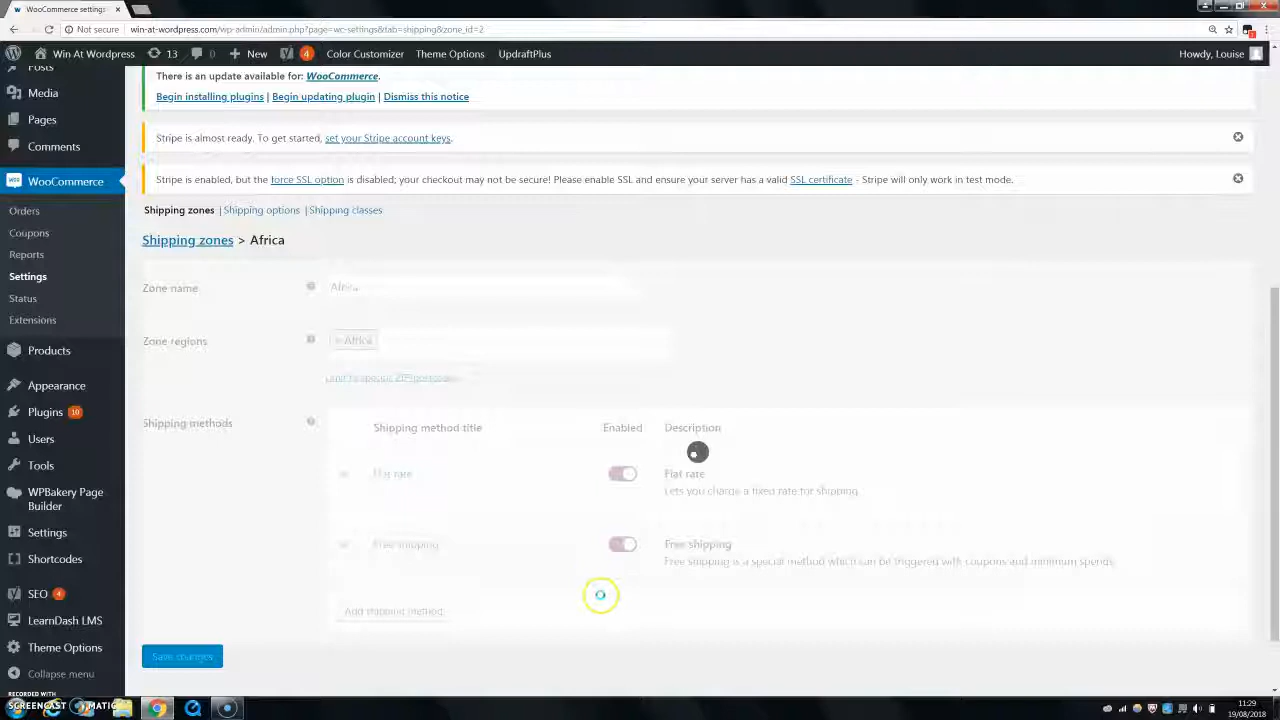 WooCommerce settings
Not secure | win-at-wordpress.com/wp-admin/admin.php?page=wc-settings&tab=shipping&zone_id=2
Win At Wordpress 13 0 New 4 Color Customizer Theme Options UpdraftPlus Howdy, Louise
Posts
Media
Pages
Comments
WooCommerce
Orders
Coupons
Reports
Settings
Status
Extensions
Products
Appearance
Plugins 10
Users
Tools
WPBakery Page
Builder
Settings
Shortcodes
SEO 4
LearnDash LMS
Theme Options
Collapse menu
There is an update available for: WooCommerce.
Begin installing plugins | Begin updating plugin | Dismiss this notice
Stripe is almost ready. To get started, set your Stripe account keys.
Stripe is enabled, but the force SSL option is disabled; your checkout may not be secure! Please enable SSL and ensure your server has a valid SSL certificate - Stripe will only work in test mode.
Shipping zones | Shipping options | Shipping classes
Shipping zones > Africa
Zone name Africa
Zone regions × Africa
Limit to specific ZIP/postcodes
Shipping methods
Shipping method title Enabled Description
Flat rate Flat rate
Lets you charge a fixed rate for shipping.
Free shipping Free shipping
Free shipping is a special method which can be triggered with coupons and minimum spends.
Add shipping method
Save changes
RECORDED WITH
SCREENCAST MATIC
11:29
19/08/2018